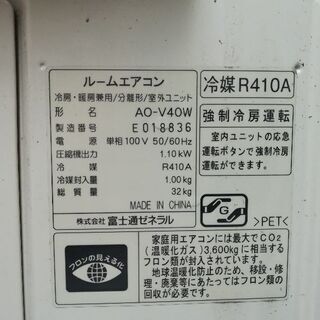 ルームエアコン
冷房・暖房兼用/分離形/室外ユニット
形 名 AO-V40W
製造番号 E018836
電 源 単相100V 50/60Hz
圧縮機出力 1.10kW
冷媒 R410A
冷媒封入量 1.00kg
総質量 32kg
MADE IN CHINA
株式会社 富士通ゼネラル
冷媒R410A
強制冷房運転
室内ユニットの応急
運転ボタンで強制冷房
ができます。
G
>PET<
フロンの見える化
家庭用エアコンには最大でCO₂
(温暖化ガス)3,600kgに相当する
フロン類が封入されています。
地球温暖化防止のため、移設・修
理・廃棄等にあたってはフロン類の
回収が必要です。